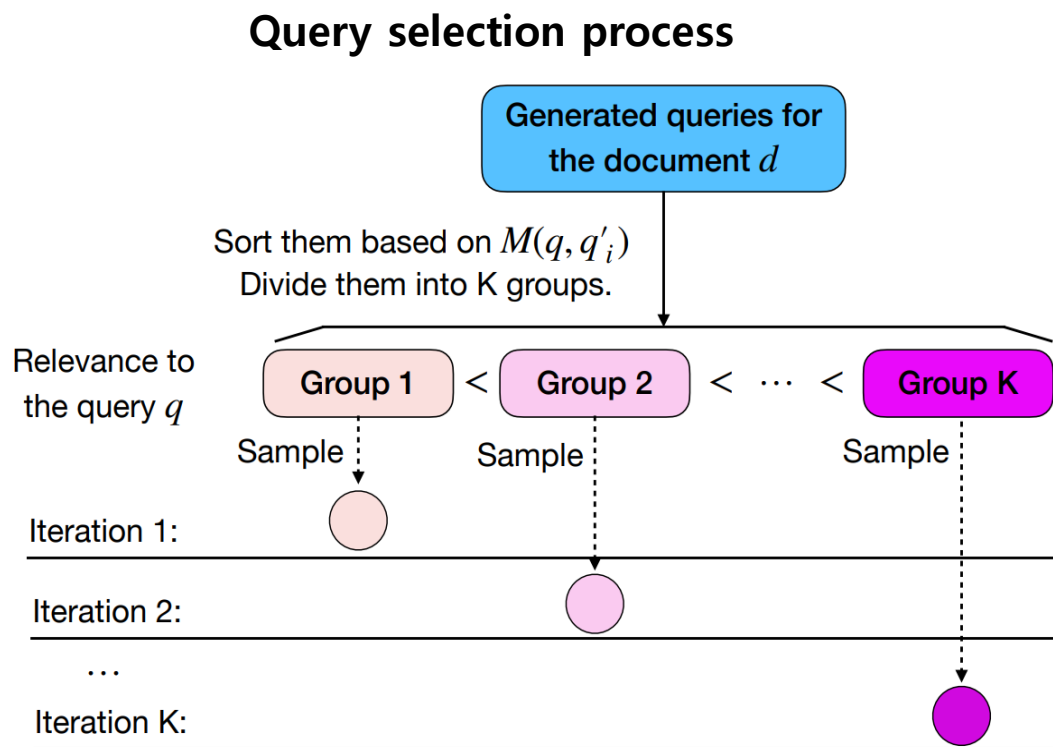 Query selection process
Generated queries for
the document d
Sort them based on M(q, q′ᵢ)
Divide them into K groups.
Relevance to
the query q
Group 1 < Group 2 < ⋯ < Group K
Sample Sample Sample
Iteration 1:
Iteration 2:
...
Iteration K: